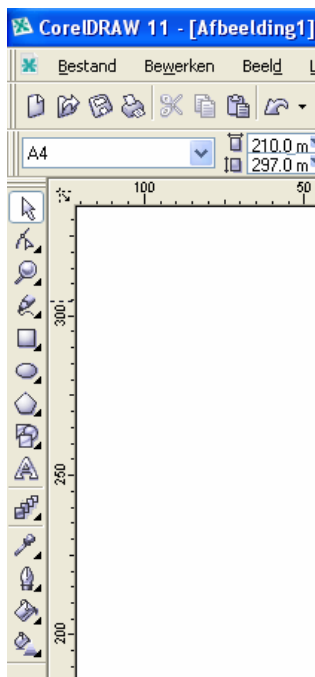 CorelDRAW 11 - [Afbeelding1]
Bestand Bewerken Beeld
A4
210.0 m
297.0 m
100 50
300
250
200